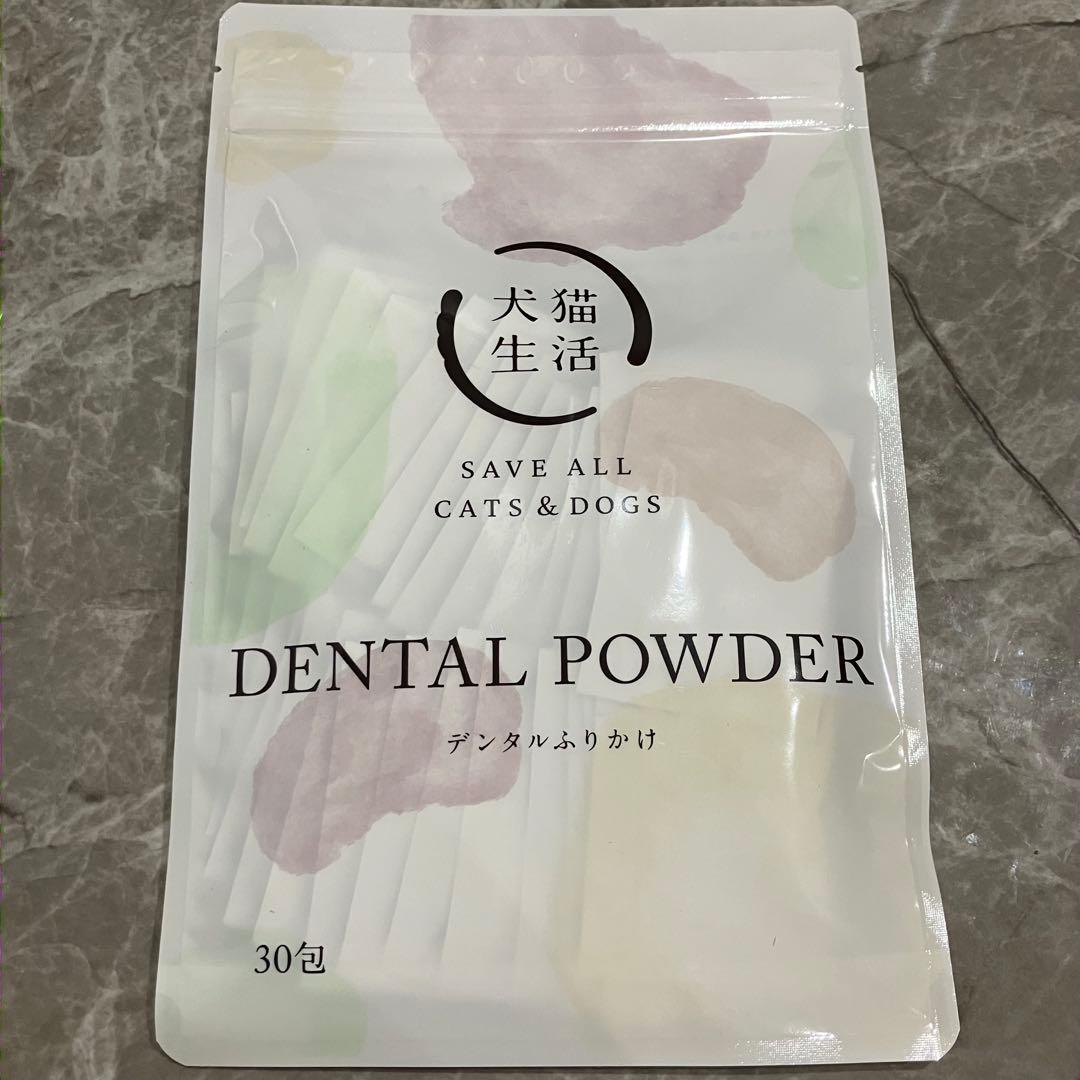 犬猫
生活
SAVE ALL
CATS & DOGS
DENTAL POWDER
デンタルふりかけ
30包